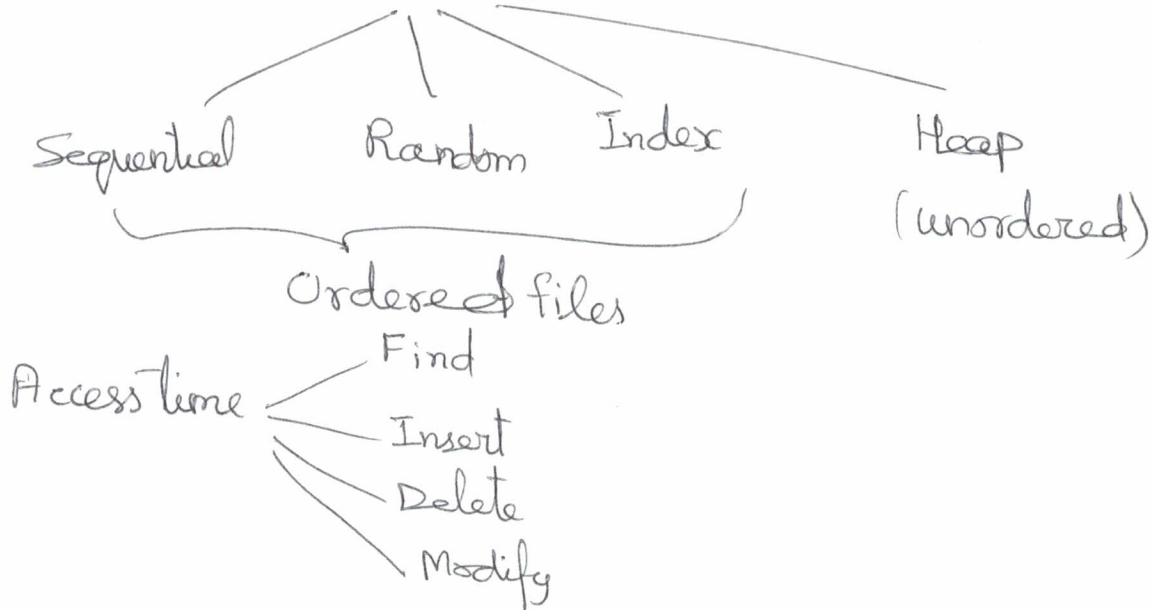 Sequential Random Index Heap
(unordered)
Ordered files
Find
Access time
Insert
Delete
Modify